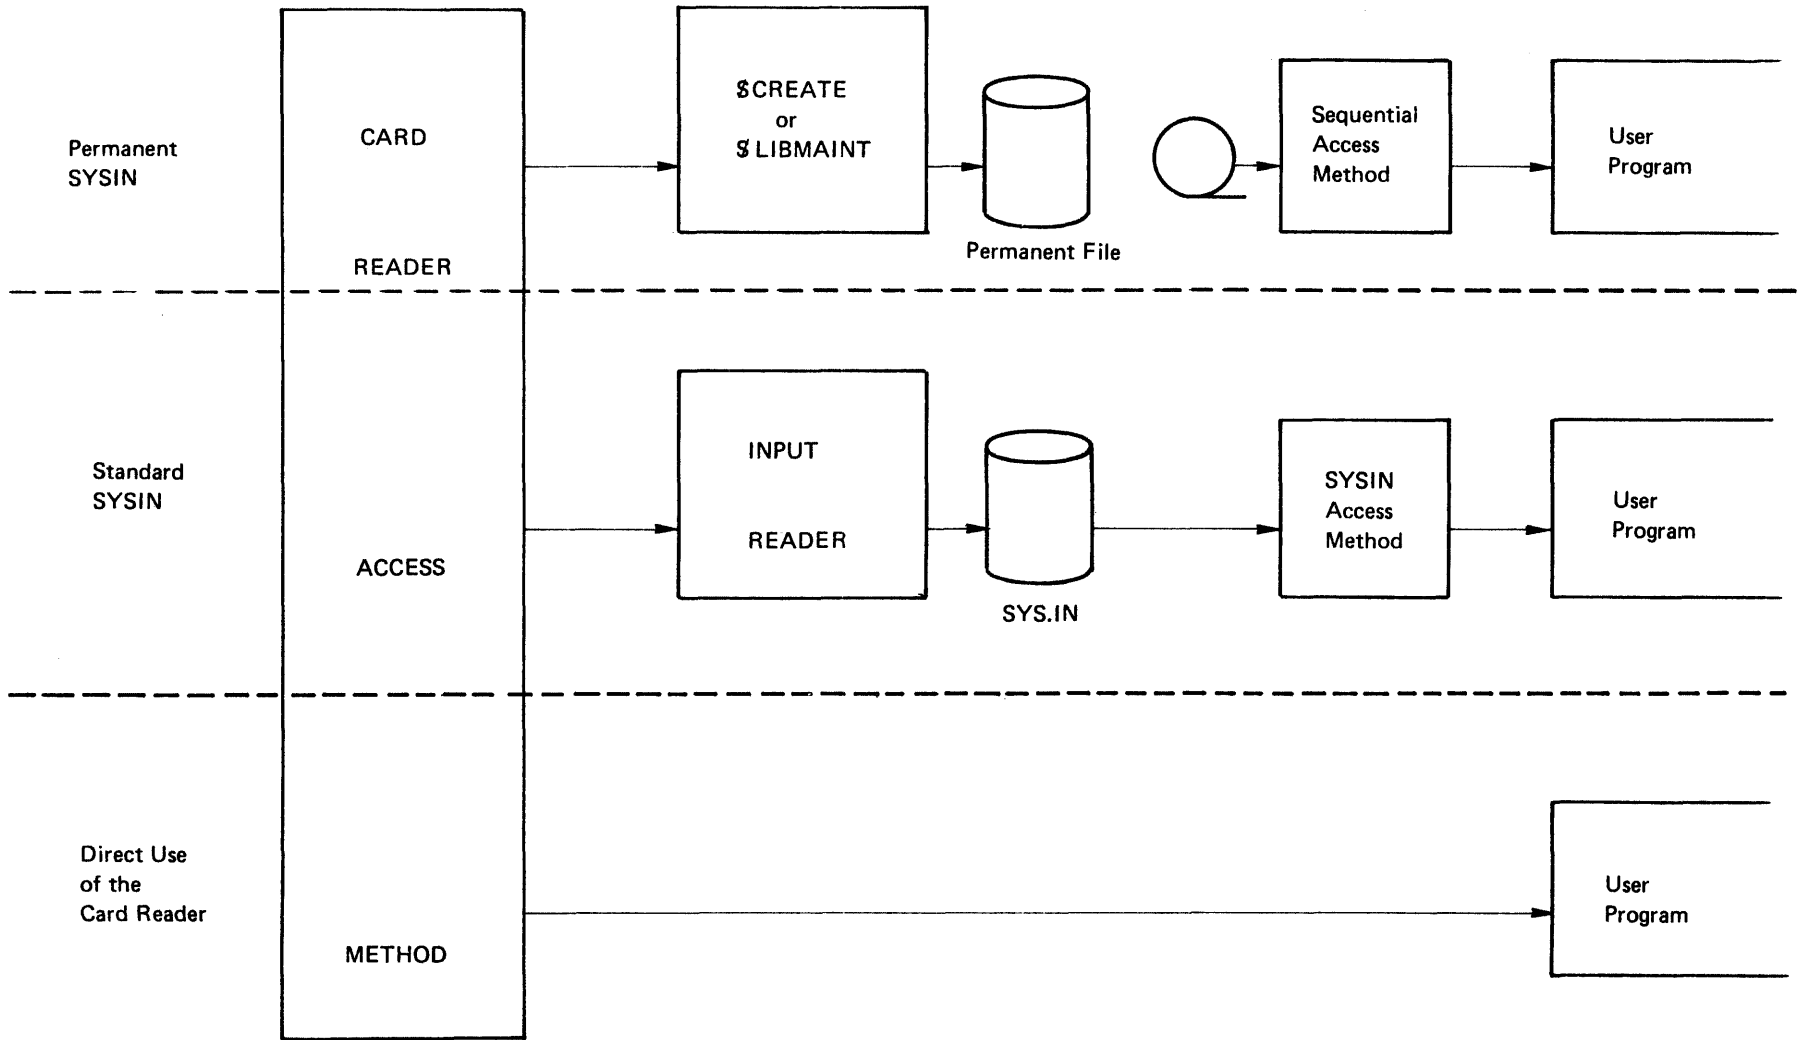 Permanent
SYSIN
CARD
READER
ACCESS
METHOD
$CREATE
or
$LIBMAINT
Permanent File
Sequential
Access
Method
User
Program
Standard
SYSIN
INPUT
READER
SYS.IN
SYSIN
Access
Method
User
Program
Direct Use
of the
Card Reader
User
Program